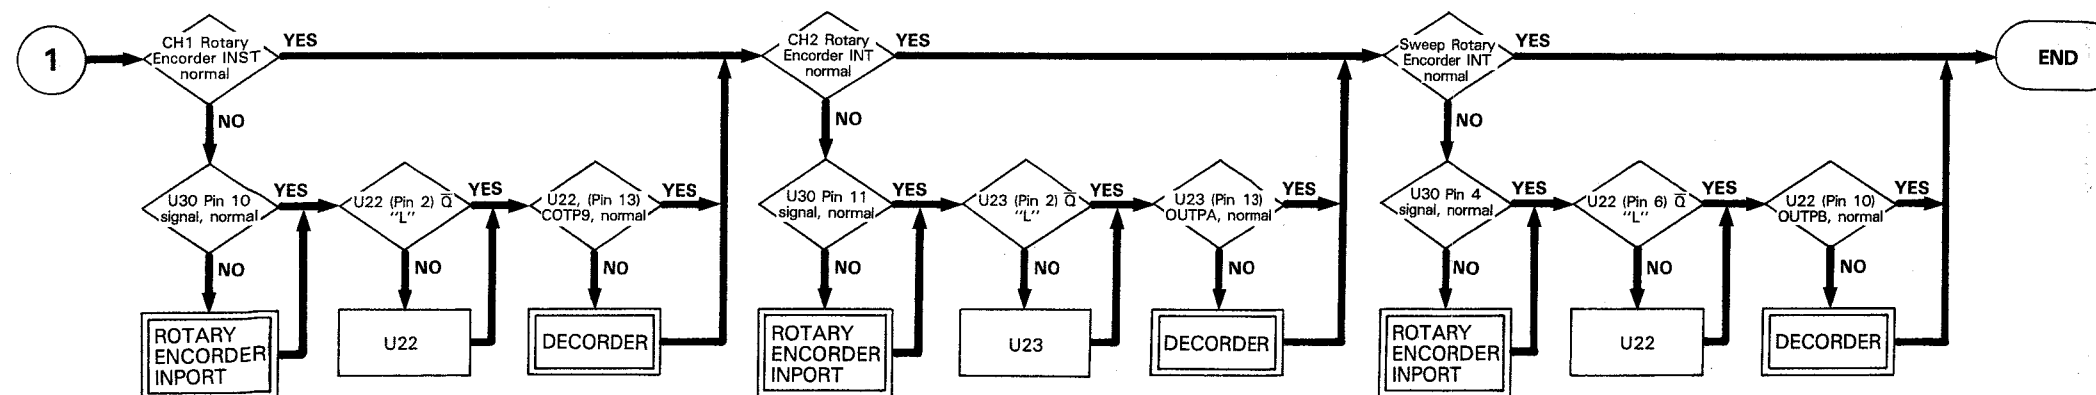 1
CH1 Rotary
Encorder INST
normal
YES
NO
U30 Pin 10
signal, normal
YES
NO
ROTARY
ENCORDER
INPORT
U22 (Pin 2) Q̅
"L"
YES
NO
U22
U22, (Pin 13)
COTP9, normal
YES
NO
DECORDER
CH2 Rotary
Encorder INT
normal
YES
NO
U30 Pin 11
signal, normal
YES
NO
ROTARY
ENCORDER
INPORT
U23 (Pin 2) Q̅
"L"
YES
NO
U23
U23 (Pin 13)
OUTPA, normal
YES
NO
DECORDER
Sweep Rotary
Encorder INT
normal
YES
NO
U30 Pin 4
signal, normal
YES
NO
ROTARY
ENCORDER
INPORT
U22 (Pin 6) Q̅
"L"
YES
NO
U22
U22 (Pin 10)
OUTPB, normal
YES
NO
DECORDER
END